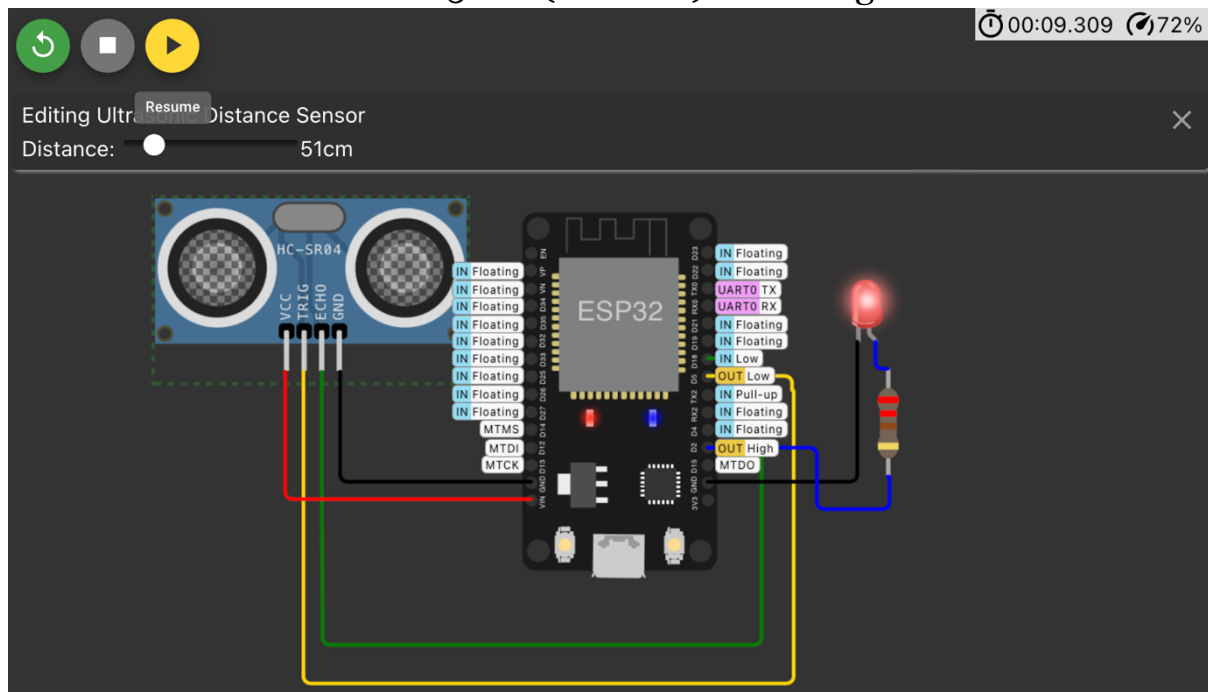 00:09.309 72%
Resume
Editing Ultrasonic Distance Sensor
Distance: 51cm
HC-SR04
VCC
TRIG
ECHO
GND
ESP32
EN
VP IN Floating
VN IN Floating
D34 IN Floating
D35 IN Floating
D32 IN Floating
D33 IN Floating
D25 IN Floating
D26 IN Floating
D27 IN Floating
D14 MTMS
D12 MTDI
D13 MTCK
GND
VIN
D23 IN Floating
D22 IN Floating
TX0 UART0 TX
RX0 UART0 RX
D21 IN Floating
D19 IN Floating
D18 IN Low
D5 OUT Low
TX2 IN Pull-up
RX2 IN Floating
D4 IN Floating
D2 OUT High
D15 MTDO
GND
3V3